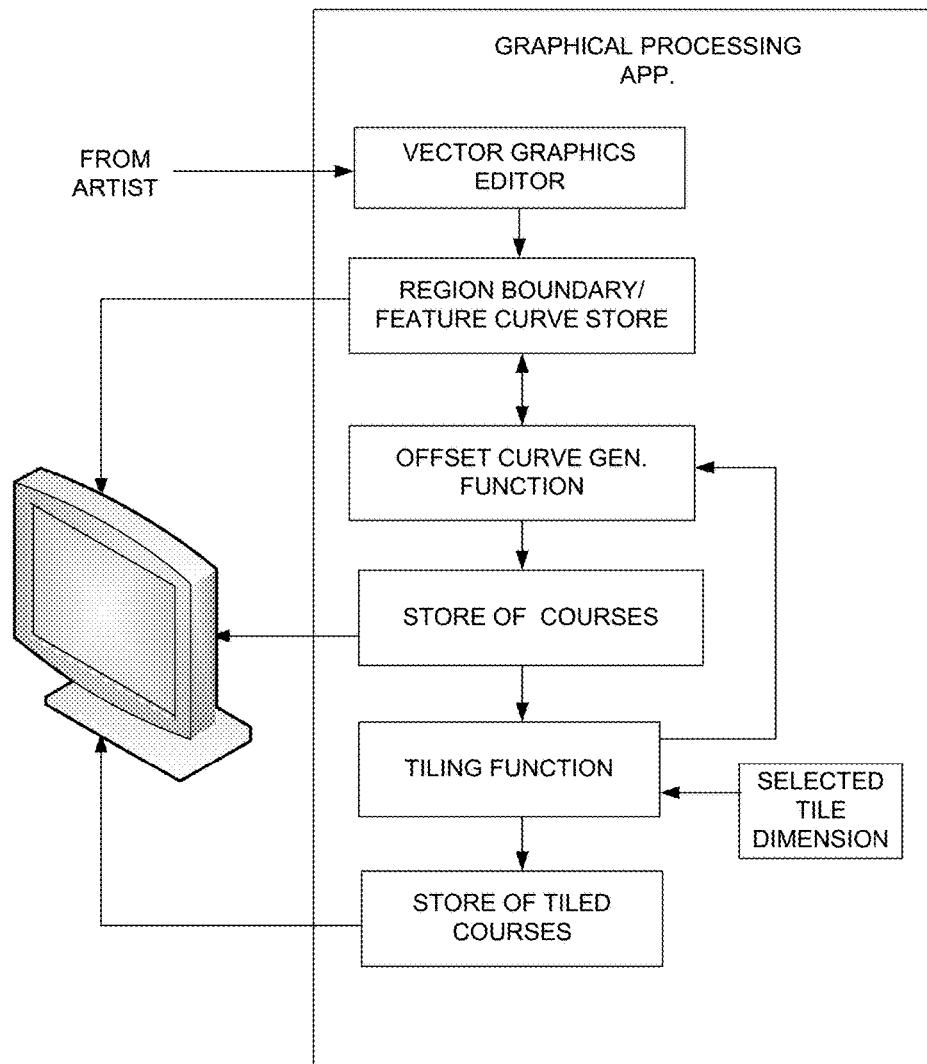 GRAPHICAL PROCESSING
APP.
FROM
ARTIST
VECTOR GRAPHICS
EDITOR
REGION BOUNDARY/
FEATURE CURVE STORE
OFFSET CURVE GEN.
FUNCTION
STORE OF COURSES
TILING FUNCTION
SELECTED
TILE
DIMENSION
STORE OF TILED
COURSES